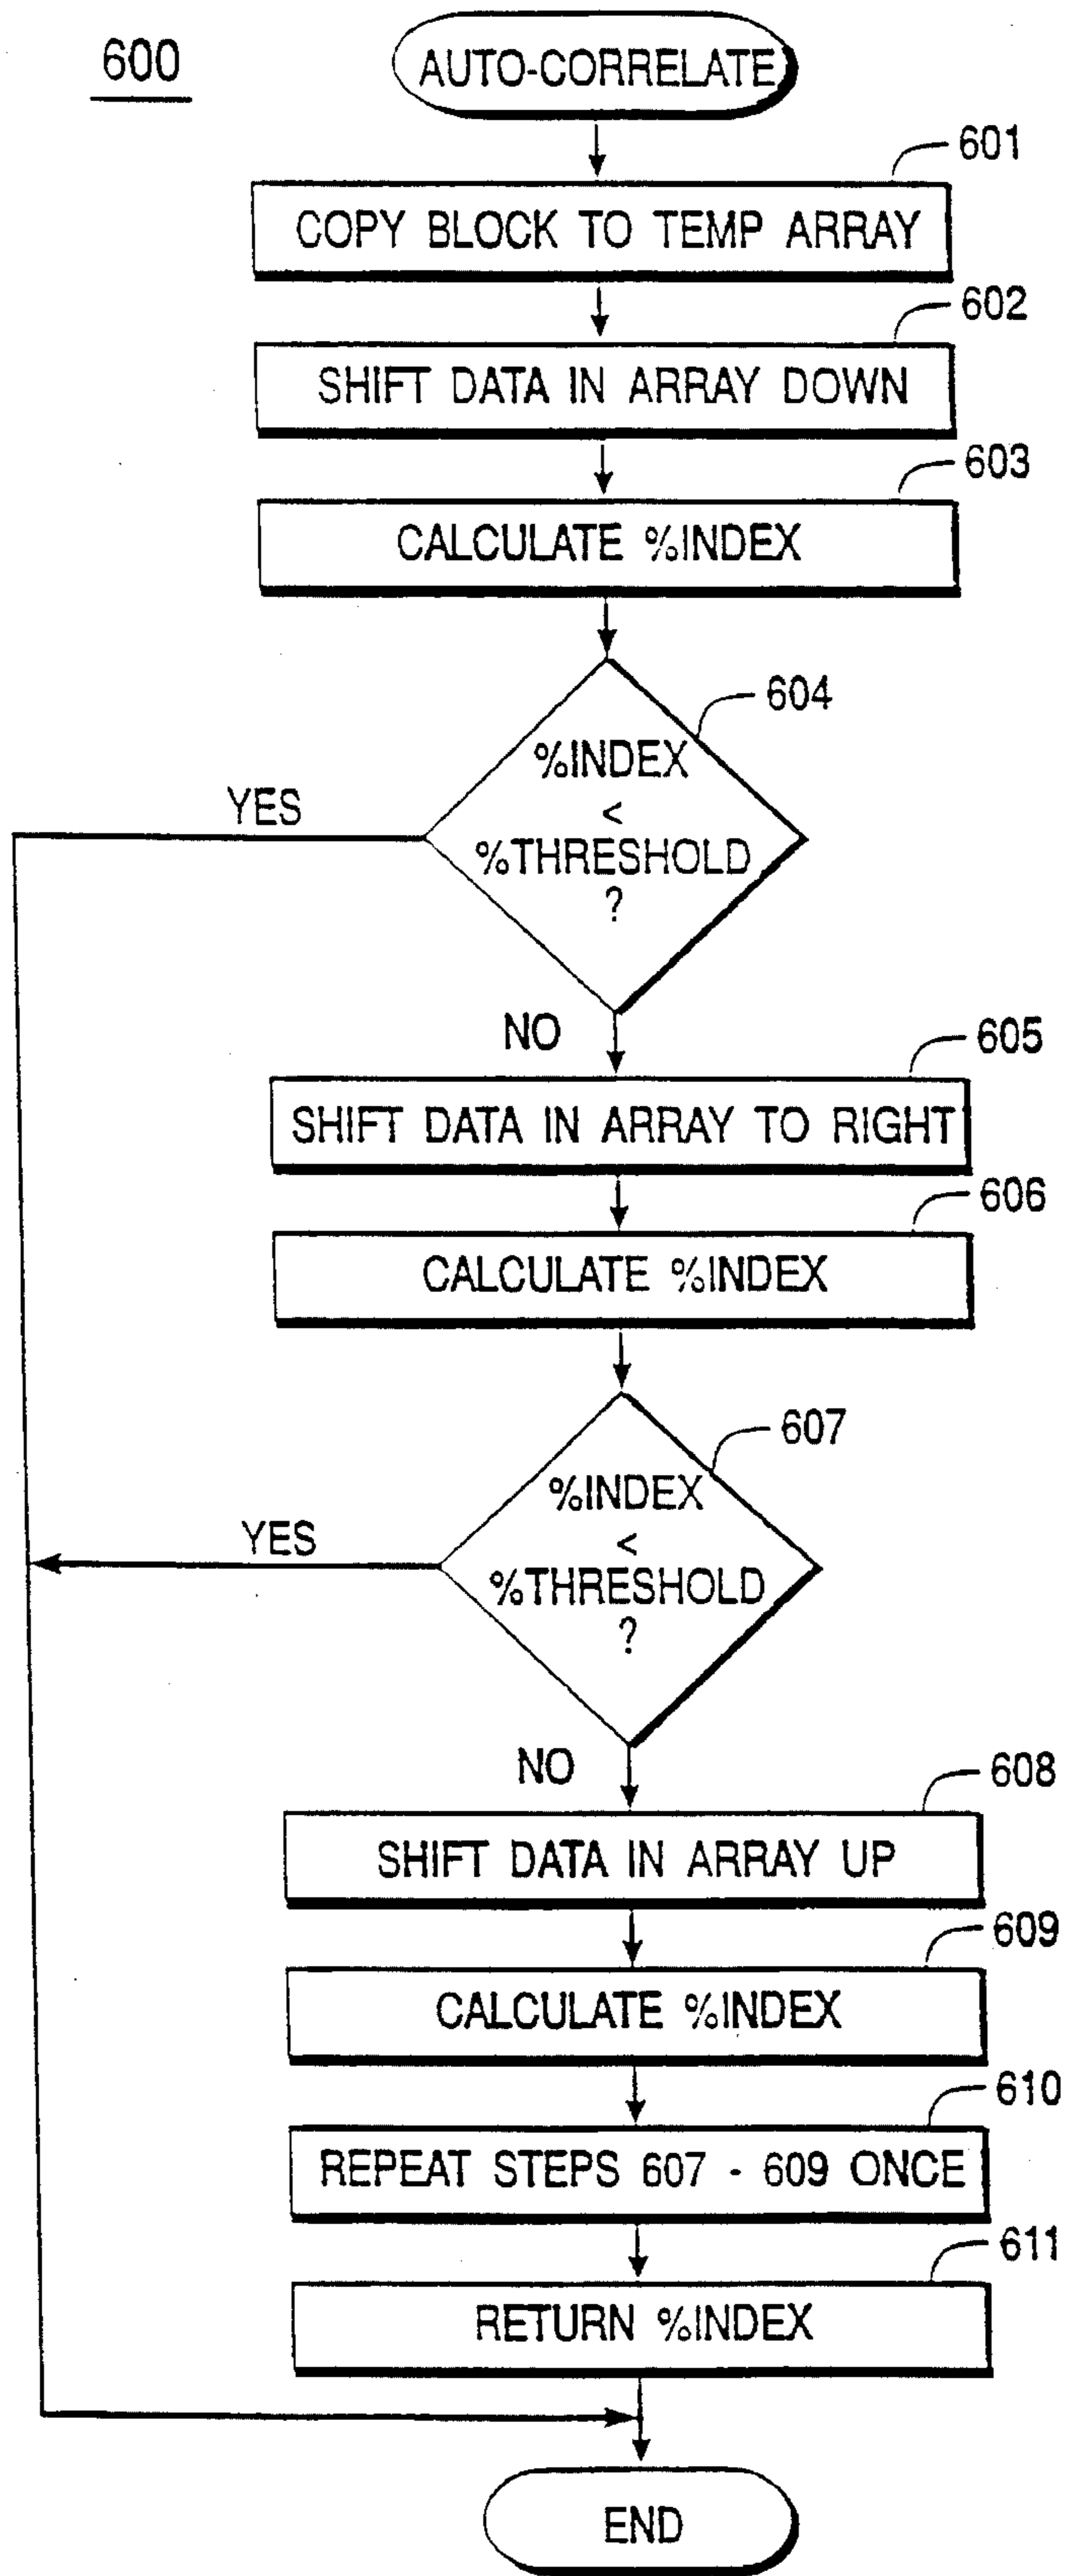 600
AUTO-CORRELATE
601
COPY BLOCK TO TEMP ARRAY
602
SHIFT DATA IN ARRAY DOWN
603
CALCULATE %INDEX
604
%INDEX
<
%THRESHOLD
?
YES
NO
605
SHIFT DATA IN ARRAY TO RIGHT
606
CALCULATE %INDEX
607
%INDEX
<
%THRESHOLD
?
YES
NO
608
SHIFT DATA IN ARRAY UP
609
CALCULATE %INDEX
610
REPEAT STEPS 607 - 609 ONCE
611
RETURN %INDEX
END